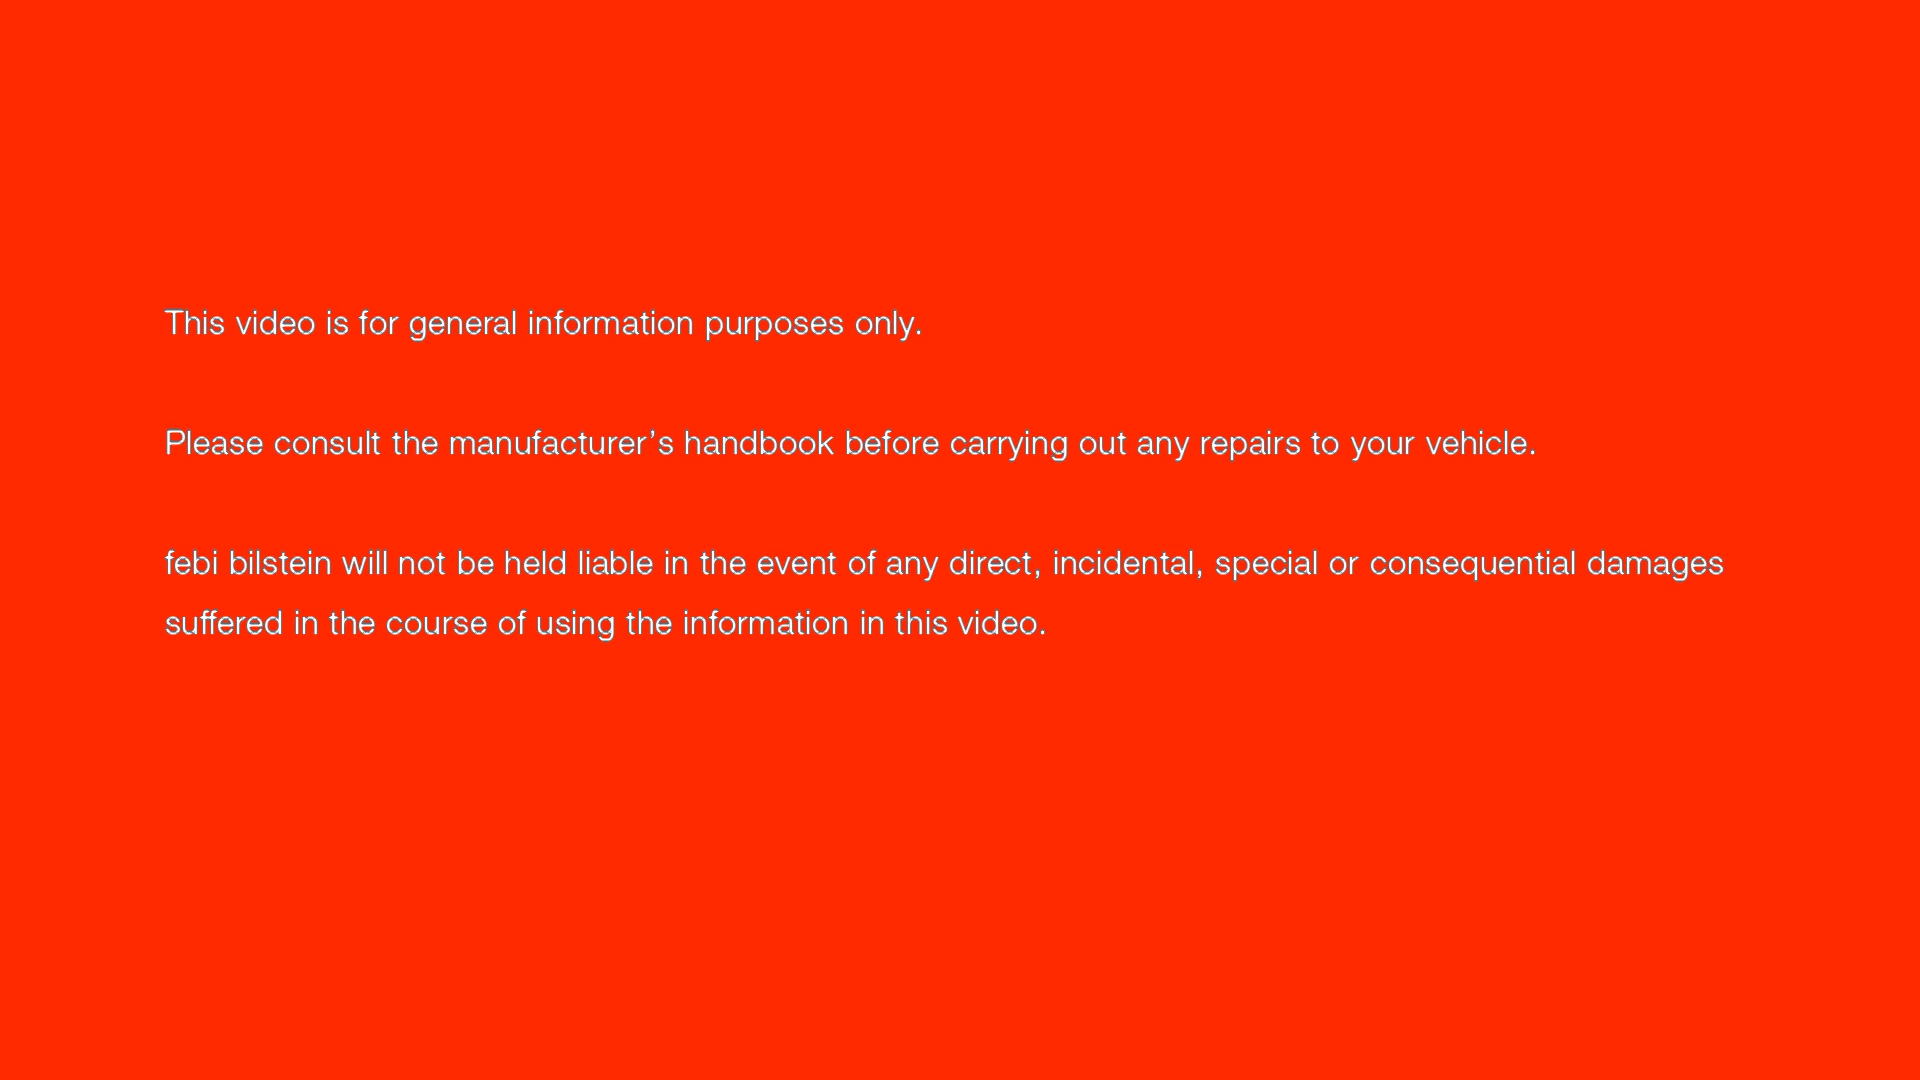 This video is for general information purposes only.
Please consult the manufacturer’s handbook before carrying out any repairs to your vehicle.
febi bilstein will not be held liable in the event of any direct, incidental, special or consequential damages
suffered in the course of using the information in this video.